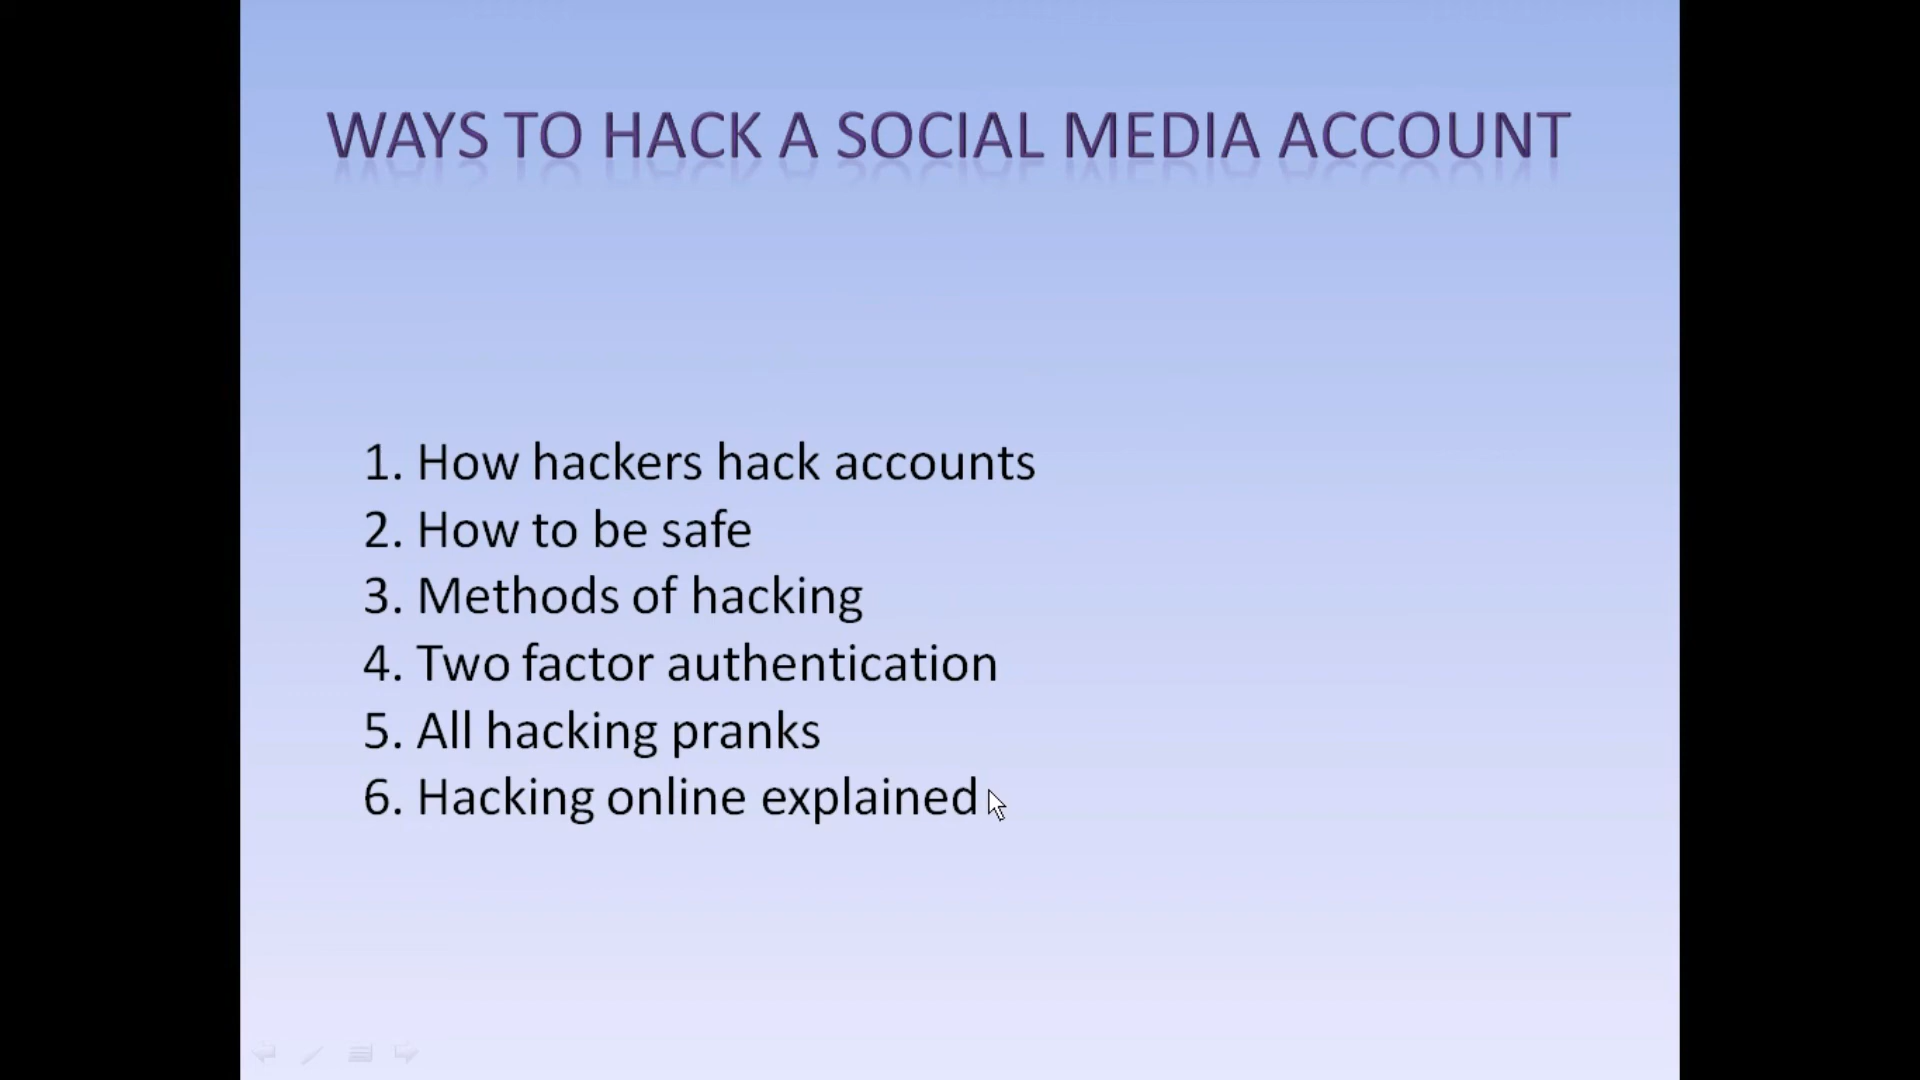 WAYS TO HACK A SOCIAL MEDIA ACCOUNT
1. How hackers hack accounts
2. How to be safe
3. Methods of hacking
4. Two factor authentication
5. All hacking pranks
6. Hacking online explained